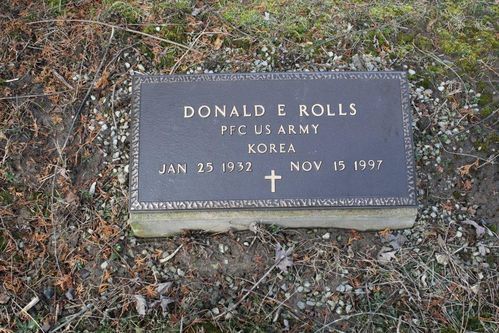 DONALD E ROLLS
PFC US ARMY
KOREA
JAN 25 1932 NOV 15 1997